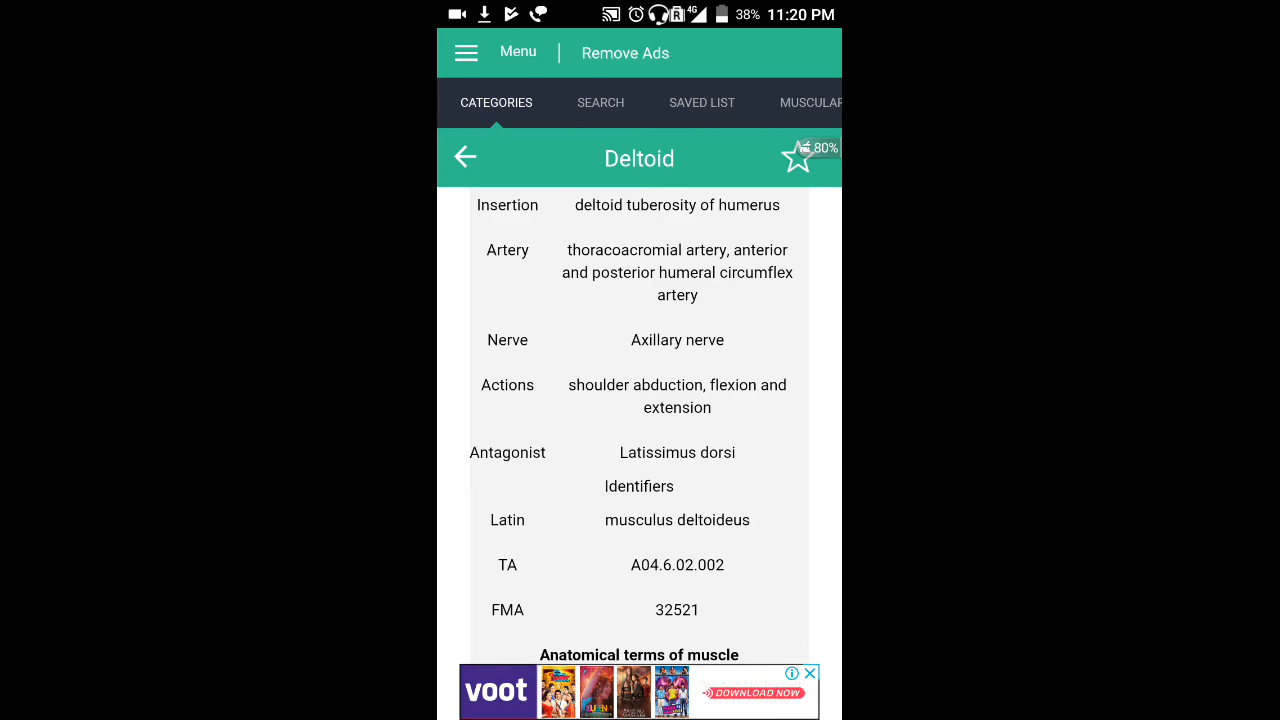 38% 11:20 PM
4G
Menu | Remove Ads
CATEGORIES SEARCH SAVED LIST MUSCULAR
Deltoid
80%
Insertion deltoid tuberosity of humerus
Artery thoracoacromial artery, anterior
and posterior humeral circumflex
artery
Nerve Axillary nerve
Actions shoulder abduction, flexion and
extension
Antagonist Latissimus dorsi
Identifiers
Latin musculus deltoideus
TA A04.6.02.002
FMA 32521
Anatomical terms of muscle
voot
DOWNLOAD NOW